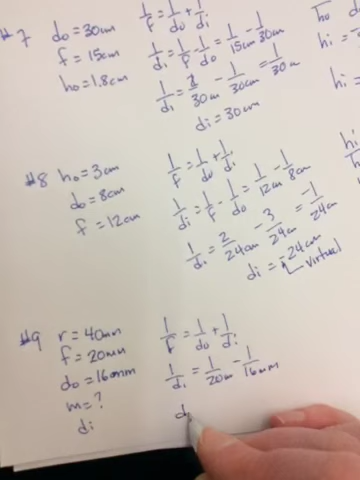 #7 do = 30cm
f = 15cm
ho = 1.8cm
1/f = 1/do + 1/di
1/di = 1/f - 1/do = 1/15cm - 1/30cm
1/di = 2/30cm - 1/30cm = 1/30cm
di = 30cm
ho
hi =
#8 ho = 3cm
do = 8cm
f = 12cm
1/f = 1/do + 1/di
1/di = 1/f - 1/do = 1/12cm - 1/8cm
1/di = 2/24cm - 3/24cm = -1/24cm
di = -24cm
virtual
hi
hi =
#9 r = 40mm
f = 20mm
do = 16mm
m = ?
di
1/f = 1/do + 1/di
1/di = 1/20m - 1/16mm
d